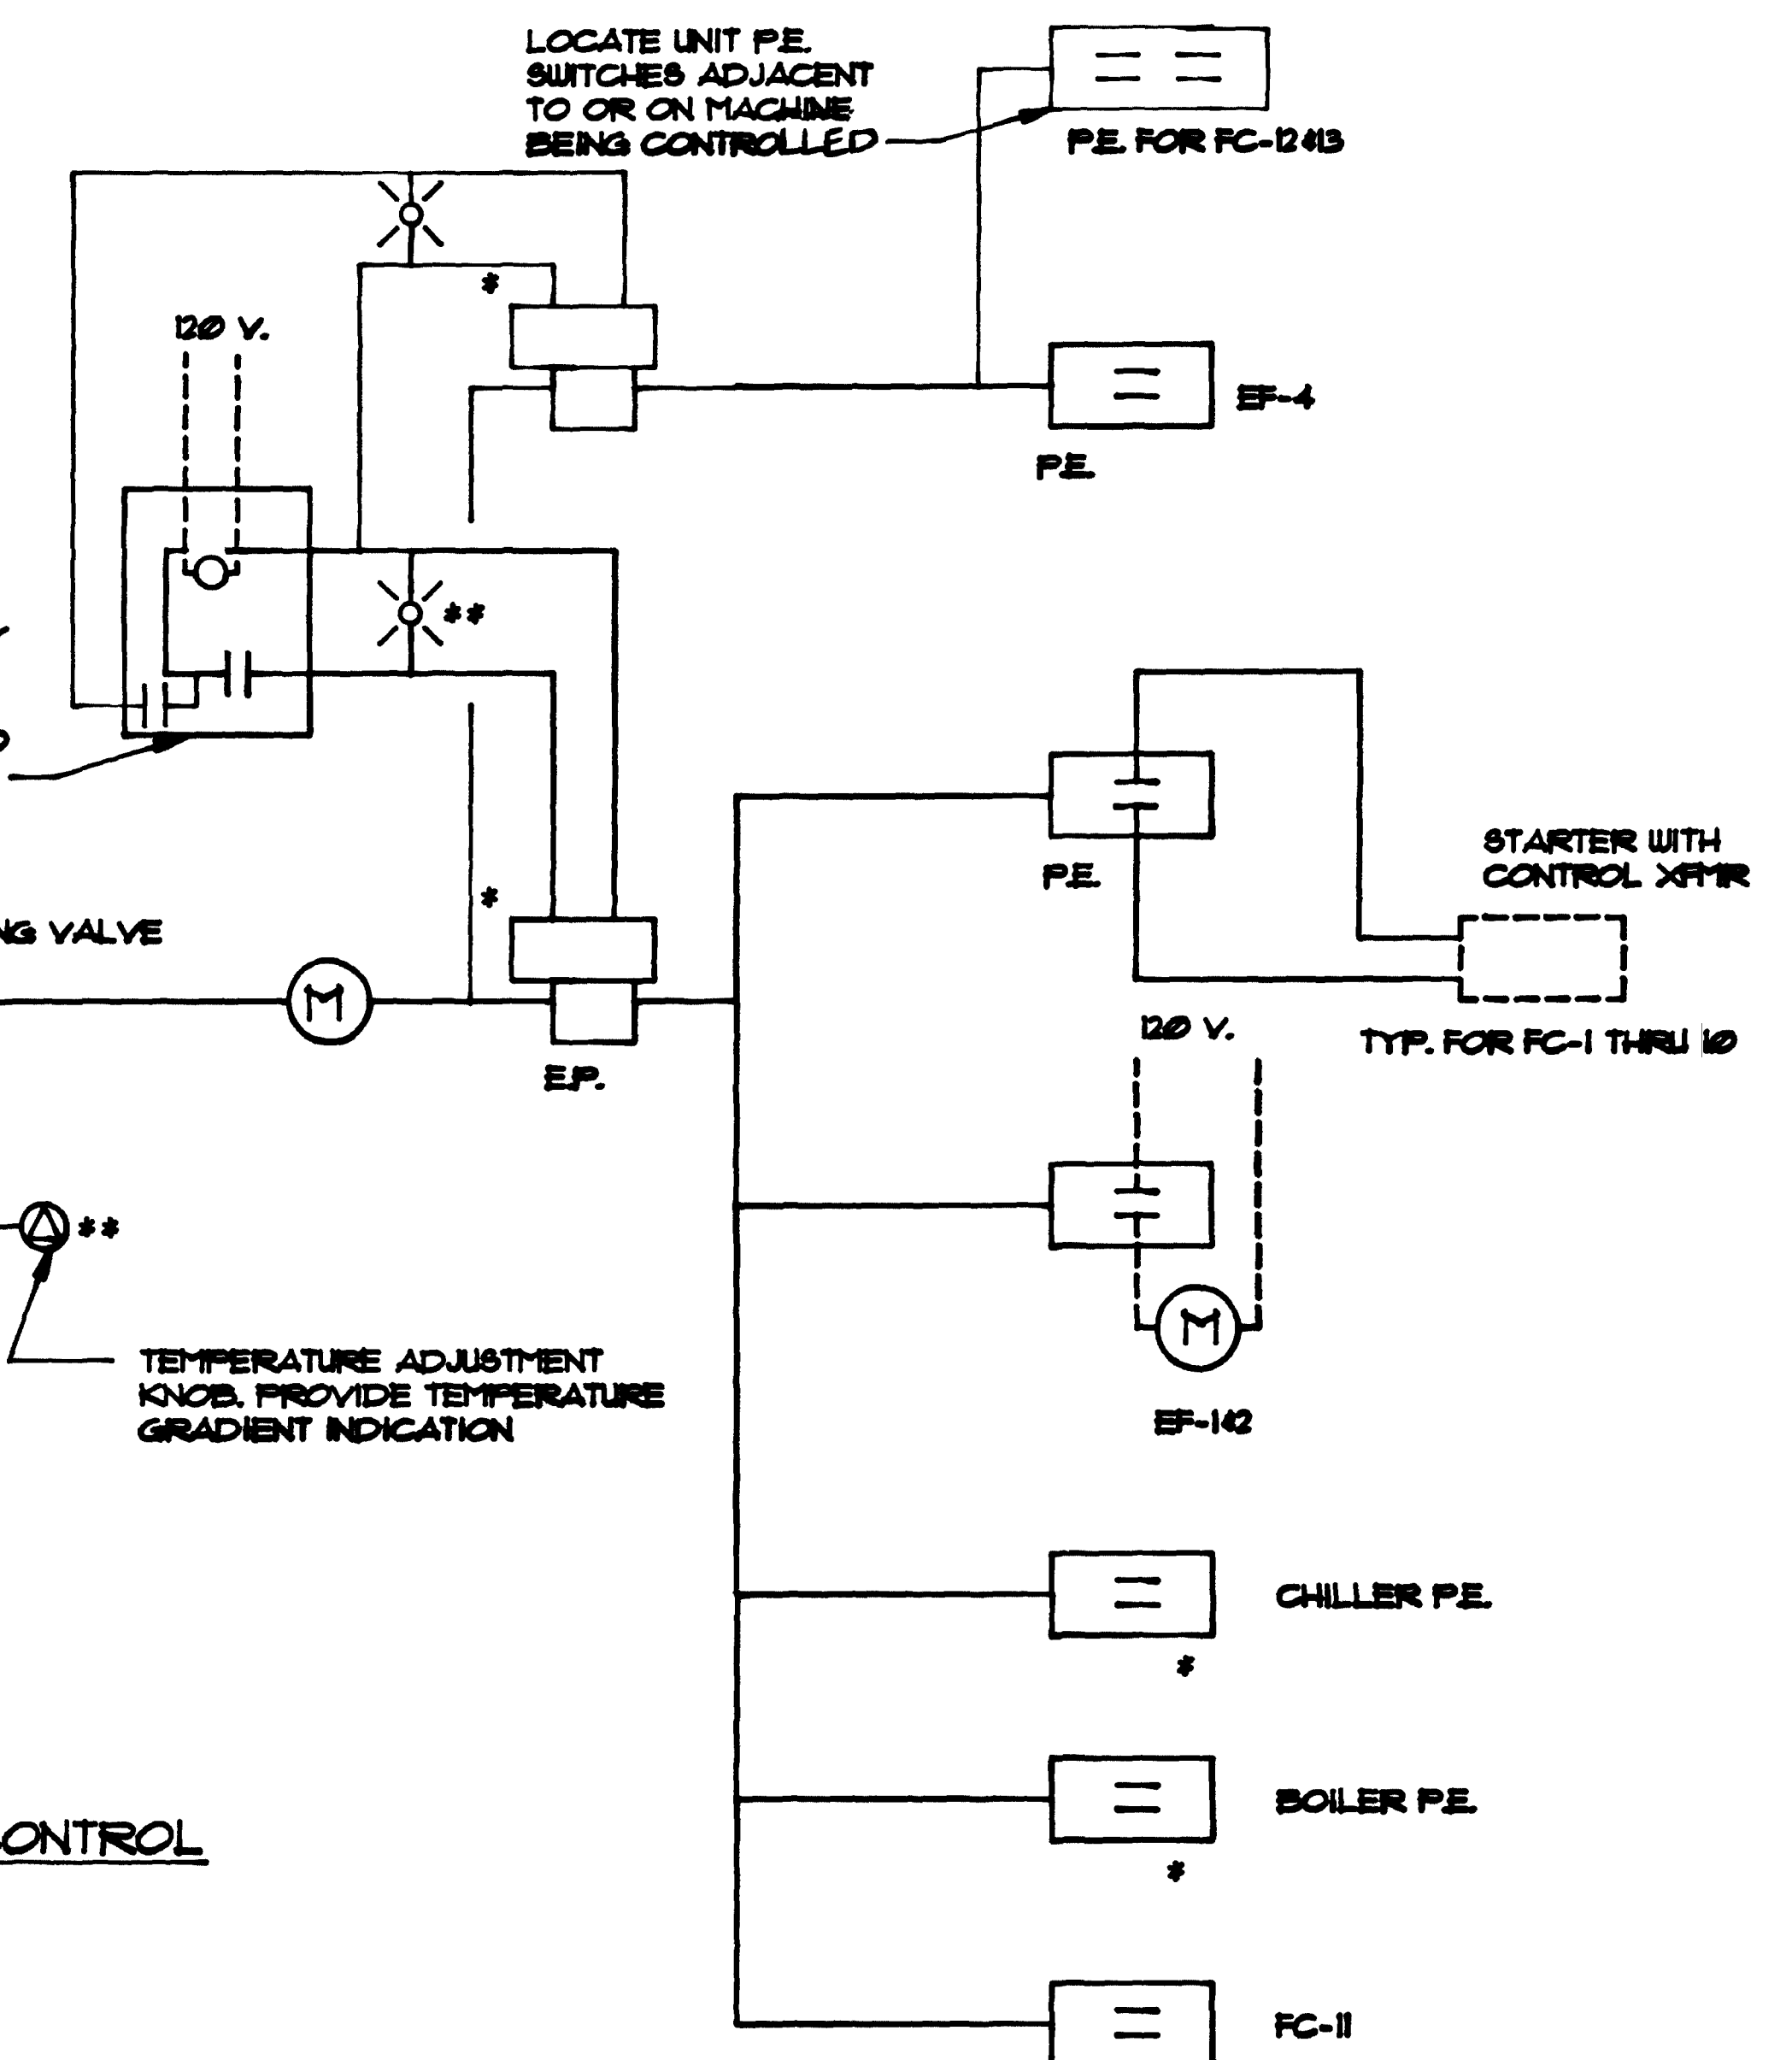 LOCATE UNIT P.E.
SWITCHES ADJACENT
TO OR ON MACHINE
BEING CONTROLLED
P.E. FOR FC-12&13
*
120 V.
EF-4
P.E.
**
*
P.E.
STARTER WITH
CONTROL XFMR
NG VALVE
M
120 V.
TYP. FOR FC-1 THRU 10
E.P.
**
M
TEMPERATURE ADJUSTMENT
KNOB. PROVIDE TEMPERATURE
GRADIENT INDICATION
EF-1&2
CHILLER P.E.
*
BOILER P.E.
*
ONTROL
FC-11